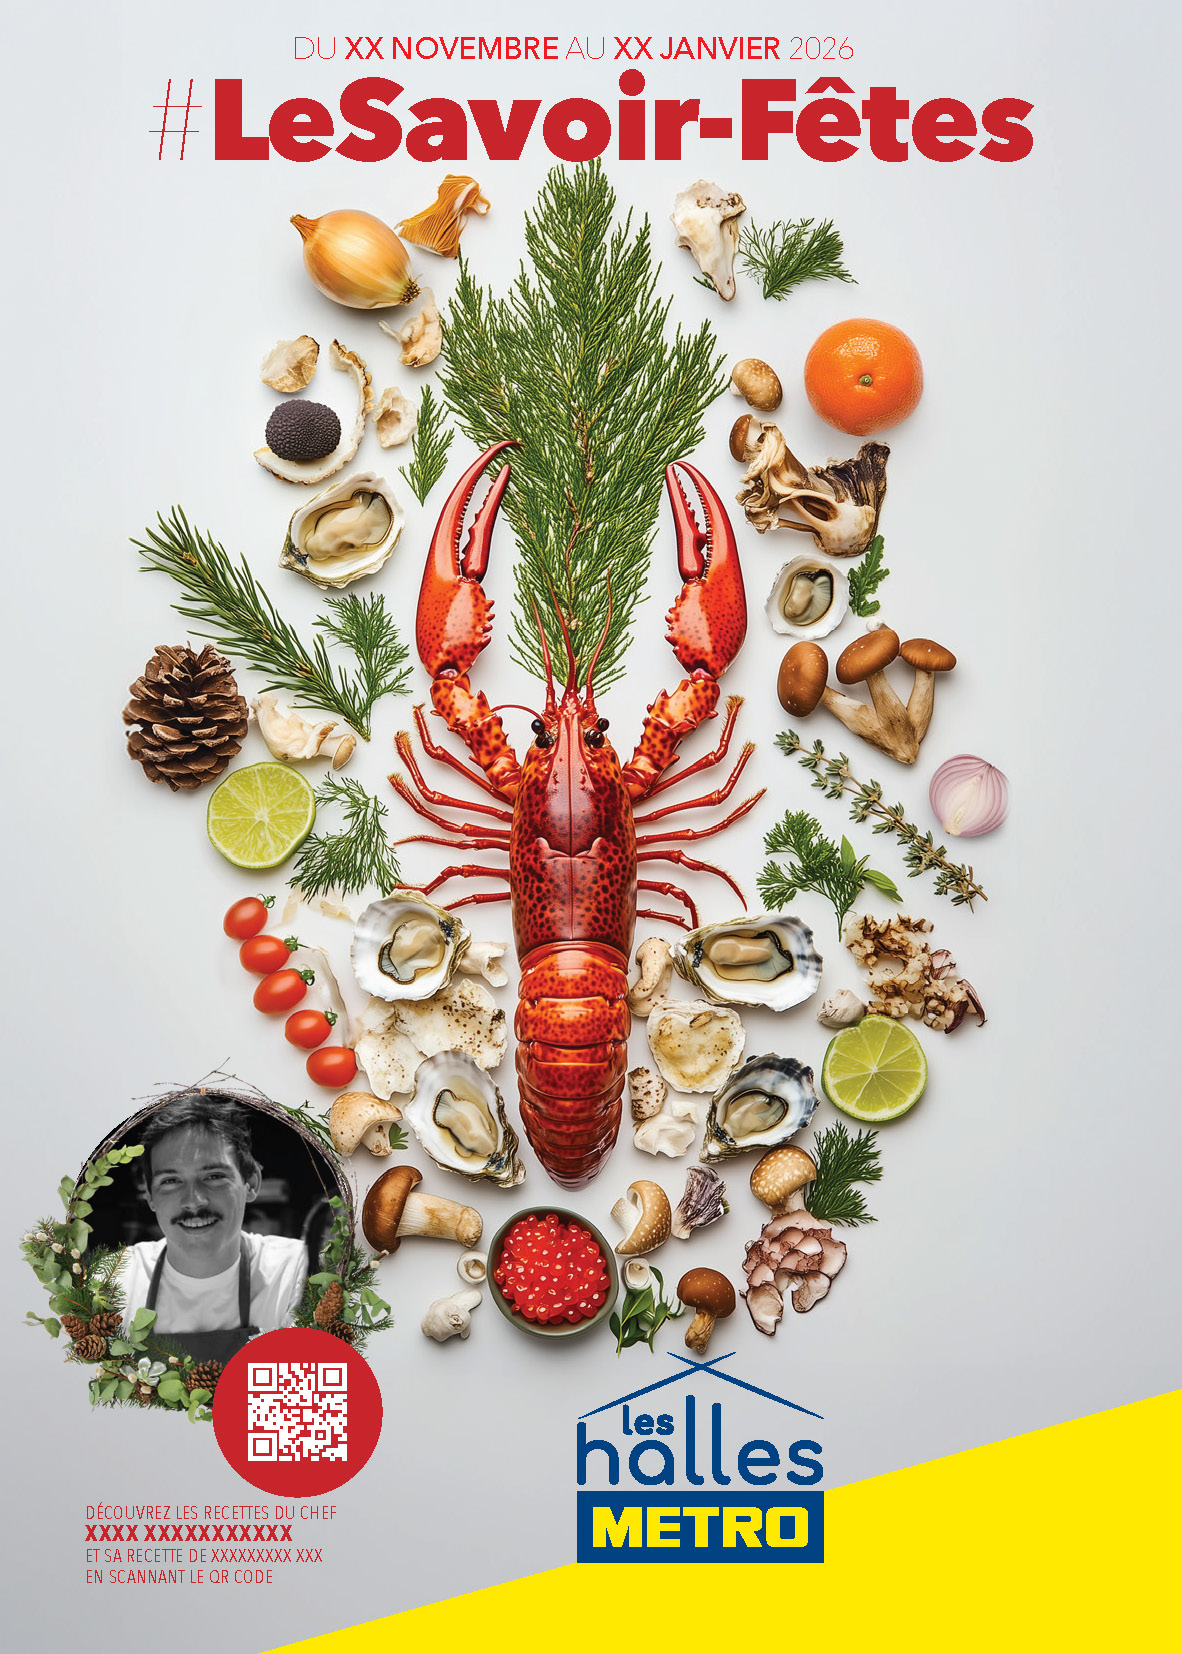 DU XX NOVEMBRE AU XX JANVIER 2026
#LeSavoir-Fêtes
les
halles
METRO
DÉCOUVREZ LES RECETTES DU CHEF
XXXX XXXXXXXXXXX
ET SA RECETTE DE XXXXXXXXX XXX
EN SCANNANT LE QR CODE